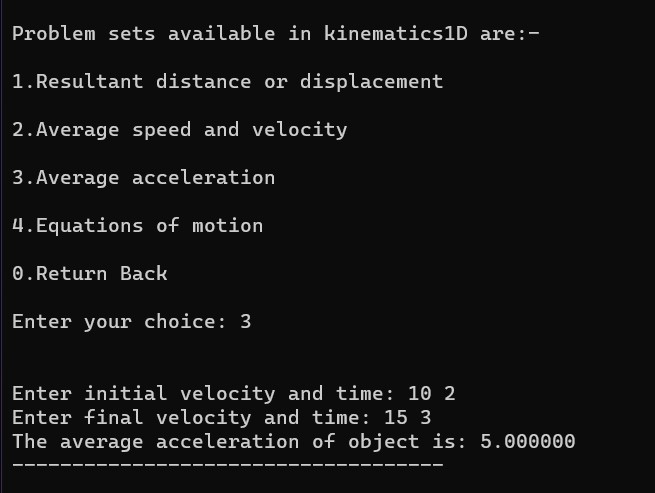 Problem sets available in kinematics1D are:-
1.Resultant distance or displacement
2.Average speed and velocity
3.Average acceleration
4.Equations of motion
0.Return Back
Enter your choice: 3
Enter initial velocity and time: 10 2
Enter final velocity and time: 15 3
The average acceleration of object is: 5.000000
------------------------------------